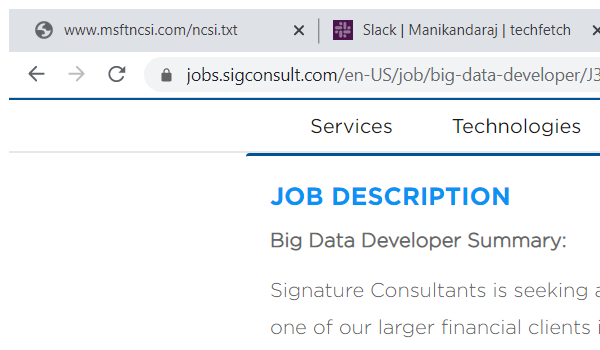 www.msftncsi.com/ncsi.txt
Slack | Manikandaraj | techfetch
jobs.sigconsult.com/en-US/job/big-data-developer/J3
Services Technologies
JOB DESCRIPTION
Big Data Developer Summary:
Signature Consultants is seeking a
one of our larger financial clients i